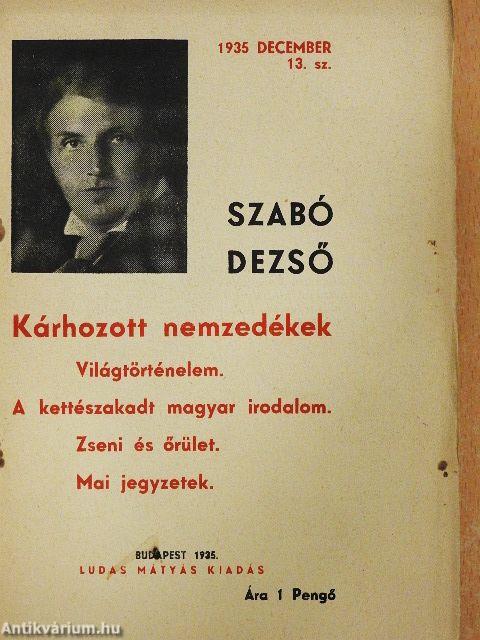 1935 DECEMBER
13. sz.
SZABÓ
DEZSŐ
Kárhozott nemzedékek
Világtörténelem.
A kettészakadt magyar irodalom.
Zseni és őrület.
Mai jegyzetek.
BUDAPEST 1935.
LUDAS MÁTYÁS KIADÁS
Ára 1 Pengő
Antikvárium.hu